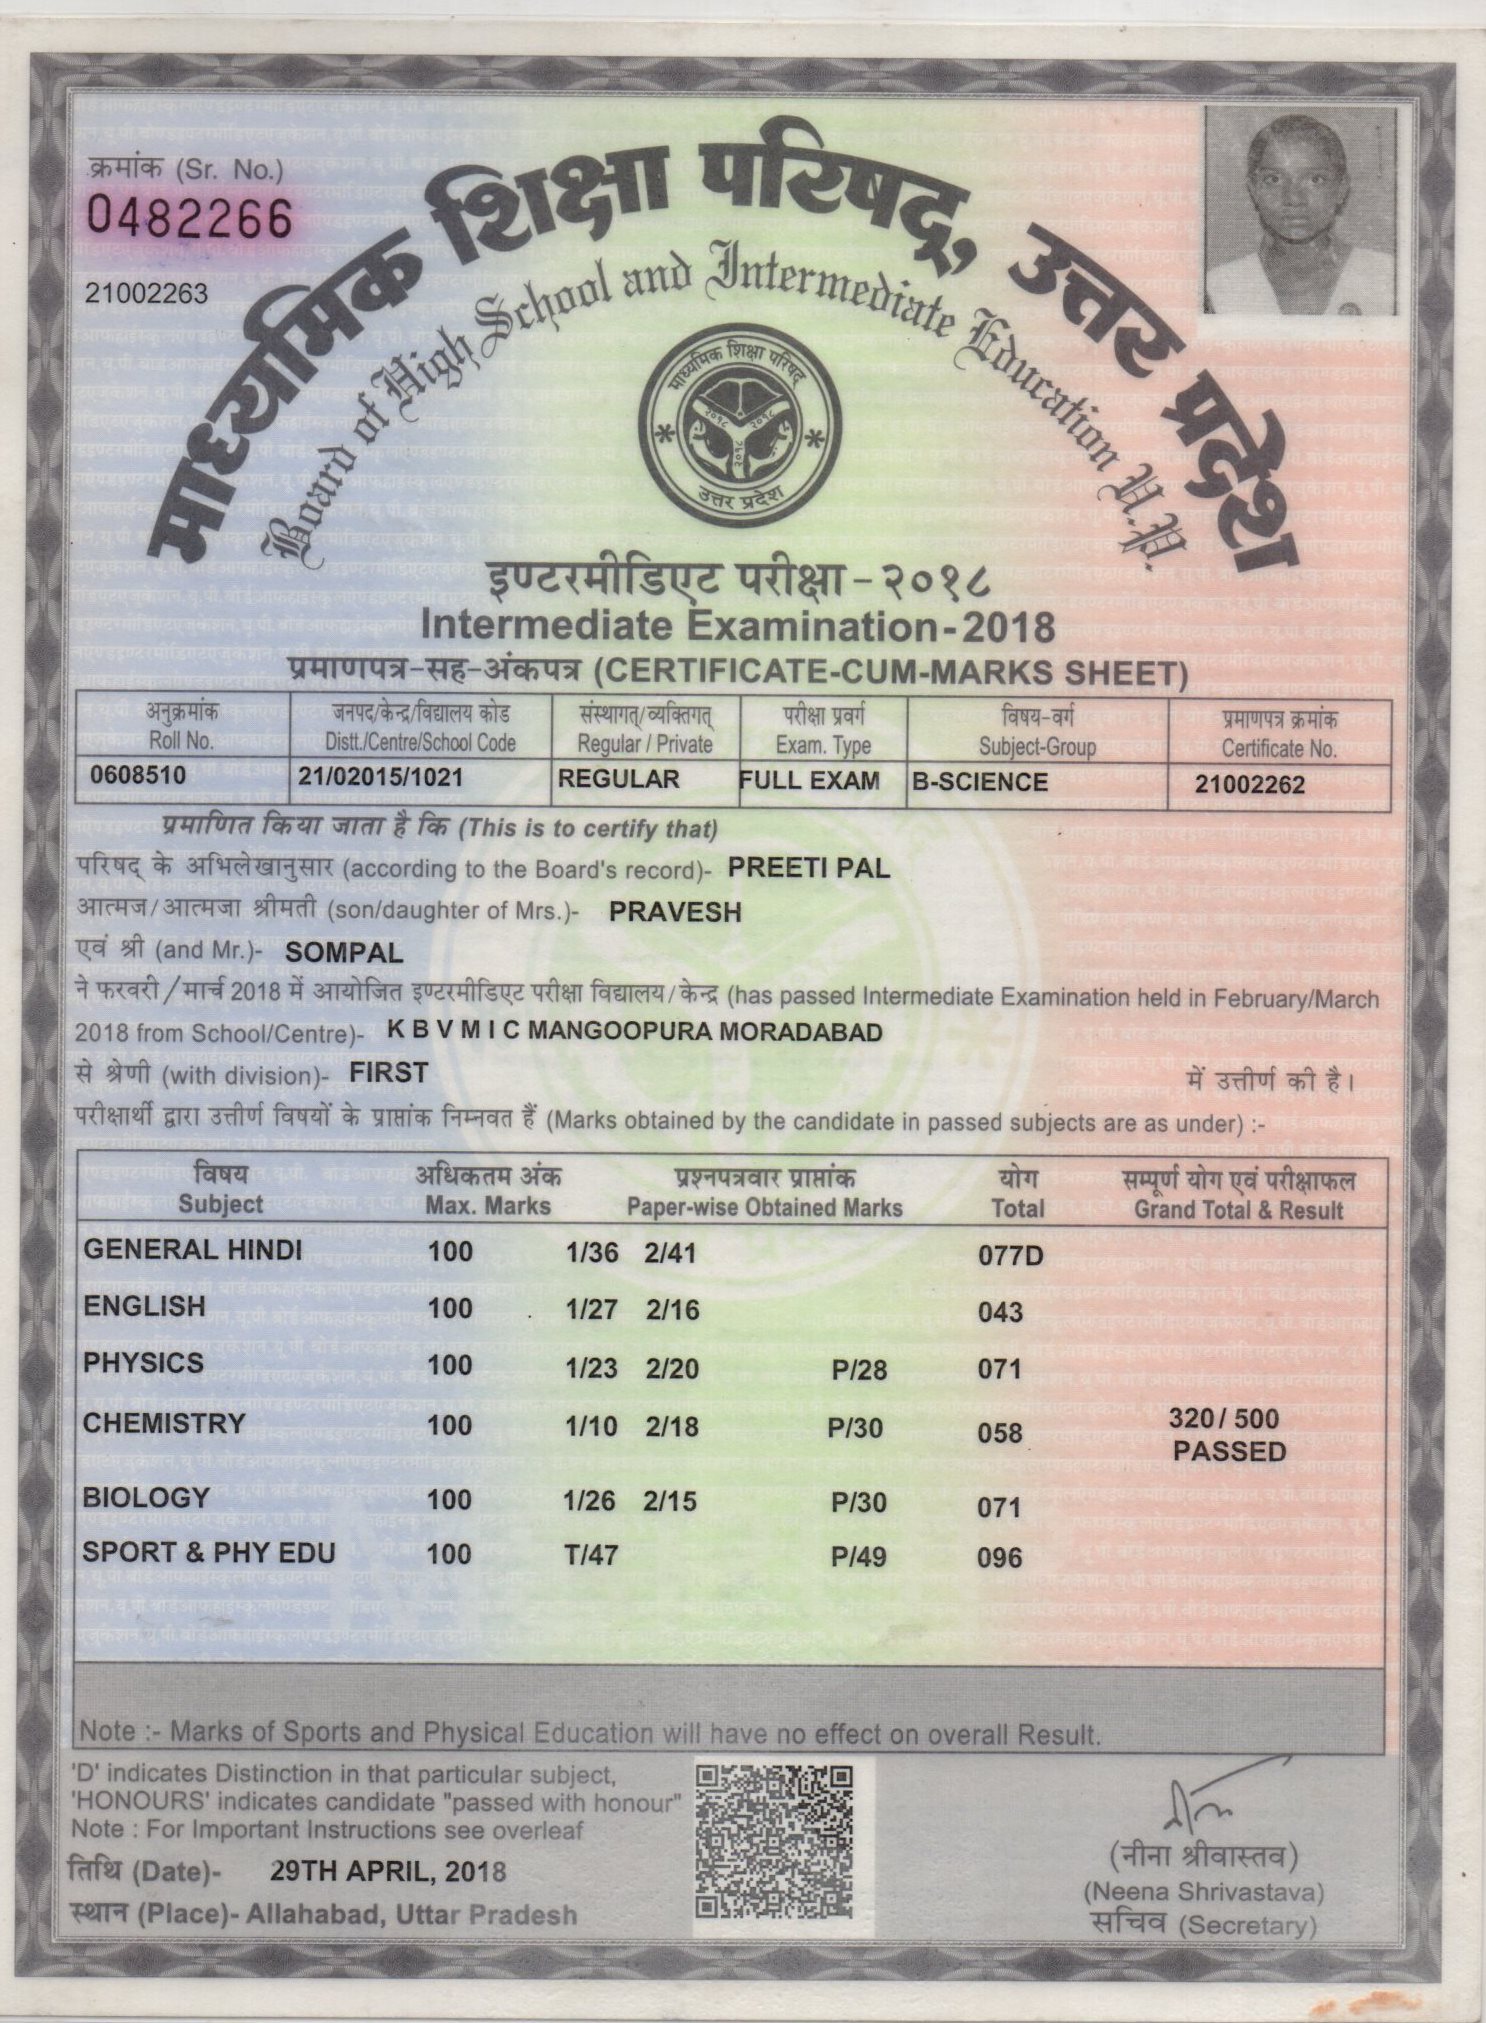 क्रमांक (Sr. No.)
0482266
21002263
माध्यमिक शिक्षा परिषद्, उत्तर प्रदेश
Board of High School and Intermediate Education U.P.
माध्यमिक शिक्षा परिषद्
२०१८ २०१८
२०१८
उत्तर प्रदेश
इण्टरमीडिएट परीक्षा - २०१८
Intermediate Examination - 2018
प्रमाणपत्र-सह-अंकपत्र (CERTIFICATE-CUM-MARKS SHEET)
अनुक्रमांक जनपद/केन्द्र/विद्यालय कोड संस्थागत्/व्यक्तिगत् परीक्षा प्रवर्ग विषय-वर्ग प्रमाणपत्र क्रमांक
Roll No. Distt./Centre/School Code Regular / Private Exam. Type Subject-Group Certificate No.
0608510 21/02015/1021 REGULAR FULL EXAM B-SCIENCE 21002262
प्रमाणित किया जाता है कि (This is to certify that)
परिषद् के अभिलेखानुसार (according to the Board's record)- PREETI PAL
आत्मज/आत्मजा श्रीमती (son/daughter of Mrs.)- PRAVESH
एवं श्री (and Mr.)- SOMPAL
ने फरवरी/मार्च 2018 में आयोजित इण्टरमीडिएट परीक्षा विद्यालय/केन्द्र (has passed Intermediate Examination held in February/March
2018 from School/Centre)- K B V M I C MANGOOPURA MORADABAD
से श्रेणी (with division)- FIRST में उत्तीर्ण की है।
परीक्षार्थी द्वारा उत्तीर्ण विषयों के प्राप्तांक निम्नवत हैं (Marks obtained by the candidate in passed subjects are as under) :-
विषय अधिकतम अंक प्रश्नपत्रवार प्राप्तांक योग सम्पूर्ण योग एवं परीक्षाफल
Subject Max. Marks Paper-wise Obtained Marks Total Grand Total & Result
GENERAL HINDI 100 1/36 2/41 077D
ENGLISH 100 1/27 2/16 043
PHYSICS 100 1/23 2/20 P/28 071
CHEMISTRY 100 1/10 2/18 P/30 058 320 / 500
PASSED
BIOLOGY 100 1/26 2/15 P/30 071
SPORT & PHY EDU 100 T/47 P/49 096
Note :- Marks of Sports and Physical Education will have no effect on overall Result.
'D' indicates Distinction in that particular subject,
'HONOURS' indicates candidate "passed with honour"
Note : For Important Instructions see overleaf
तिथि (Date)- 29TH APRIL, 2018
स्थान (Place)- Allahabad, Uttar Pradesh
(नीना श्रीवास्तव)
(Neena Shrivastava)
सचिव (Secretary)